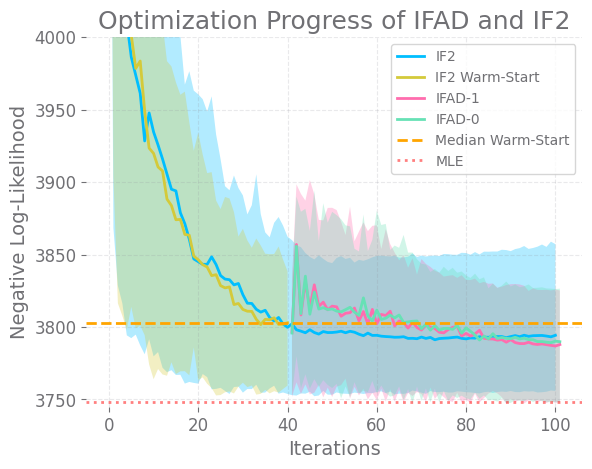 Optimization Progress of IFAD and IF2
Negative Log-Likelihood
4000
3950
3900
3850
3800
3750
0
20
40
60
80
100
Iterations
IF2
IF2 Warm-Start
IFAD-1
IFAD-0
Median Warm-Start
MLE